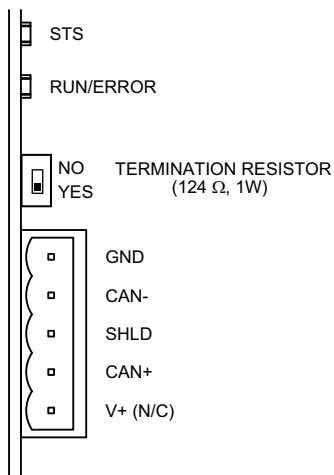 STS
RUN/ERROR
NO
YES
TERMINATION RESISTOR
(124 Ω, 1W)
GND
CAN-
SHLD
CAN+
V+ (N/C)